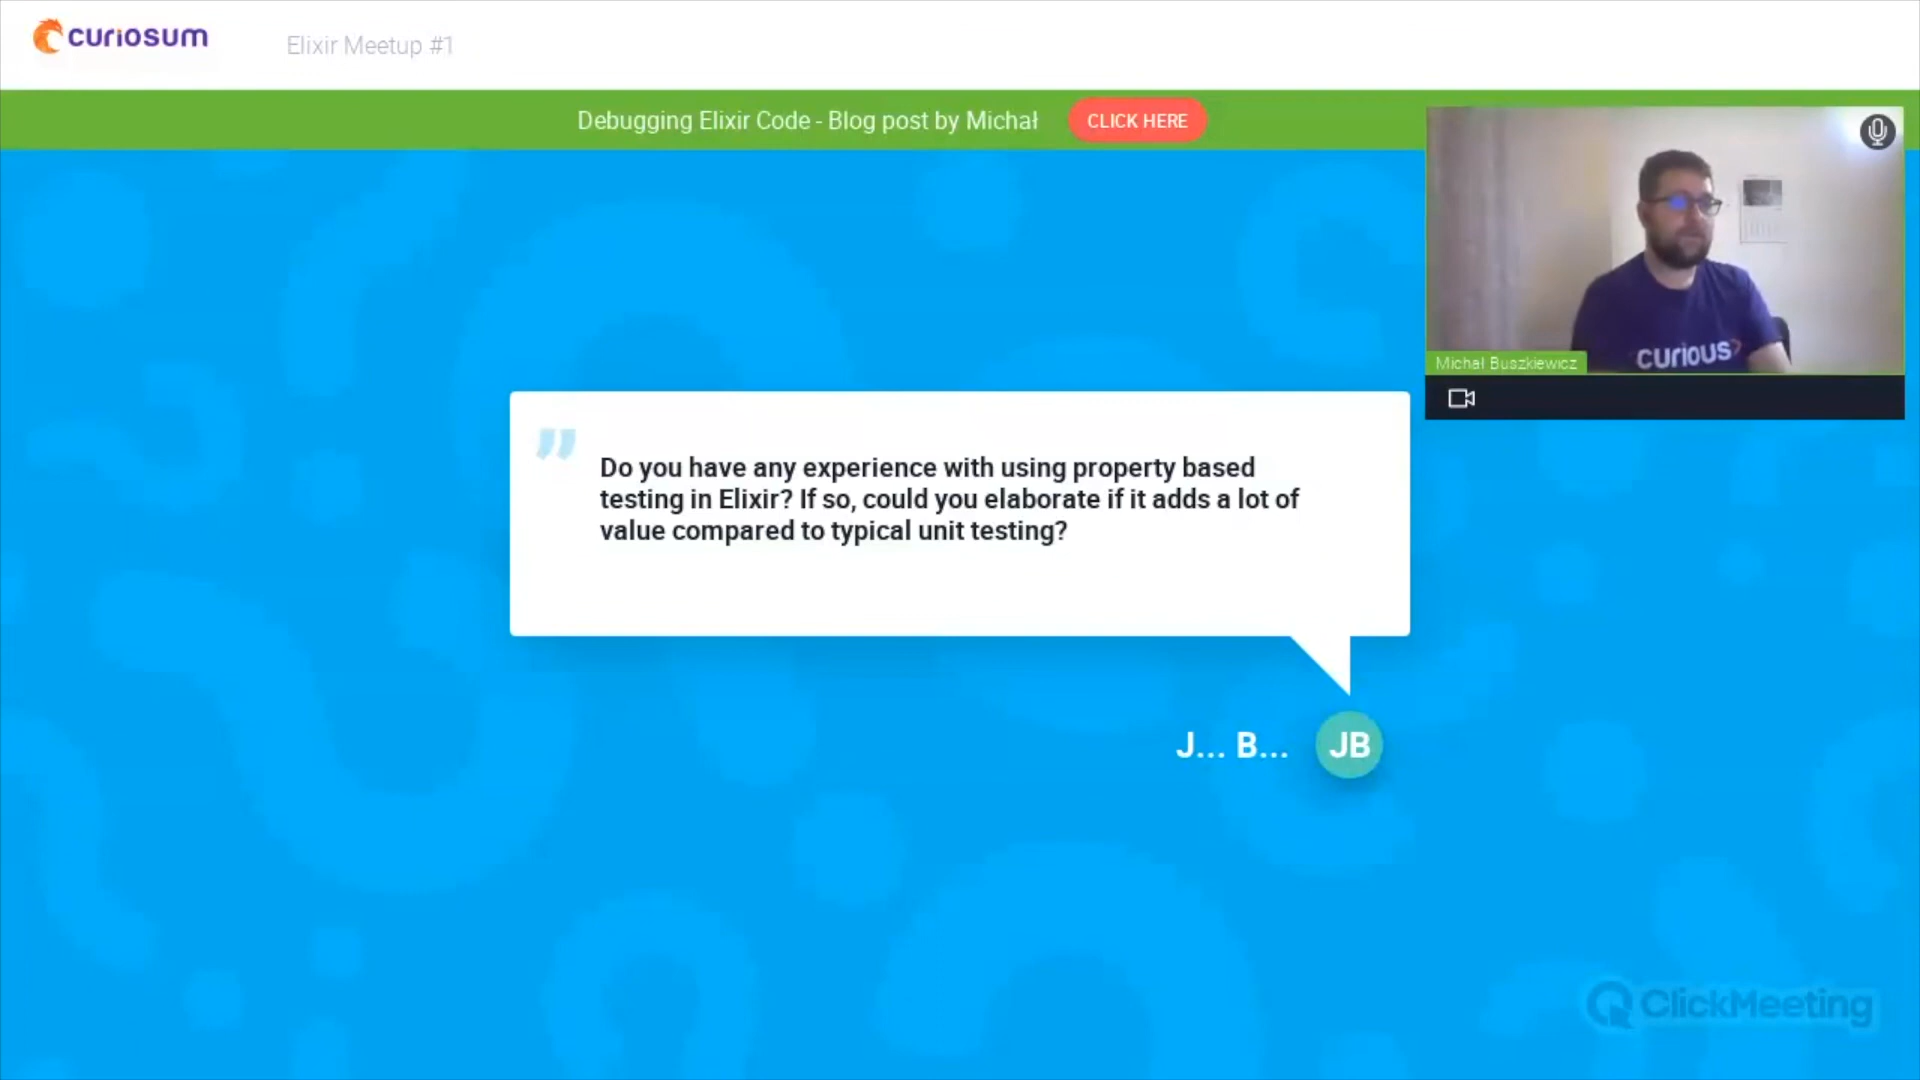 curiosum
Elixir Meetup #1
Debugging Elixir Code - Blog post by Michał
CLICK HERE
curious
Michał Buszkiewicz
Do you have any experience with using property based
testing in Elixir? If so, could you elaborate if it adds a lot of
value compared to typical unit testing?
J... B...
JB
ClickMeeting